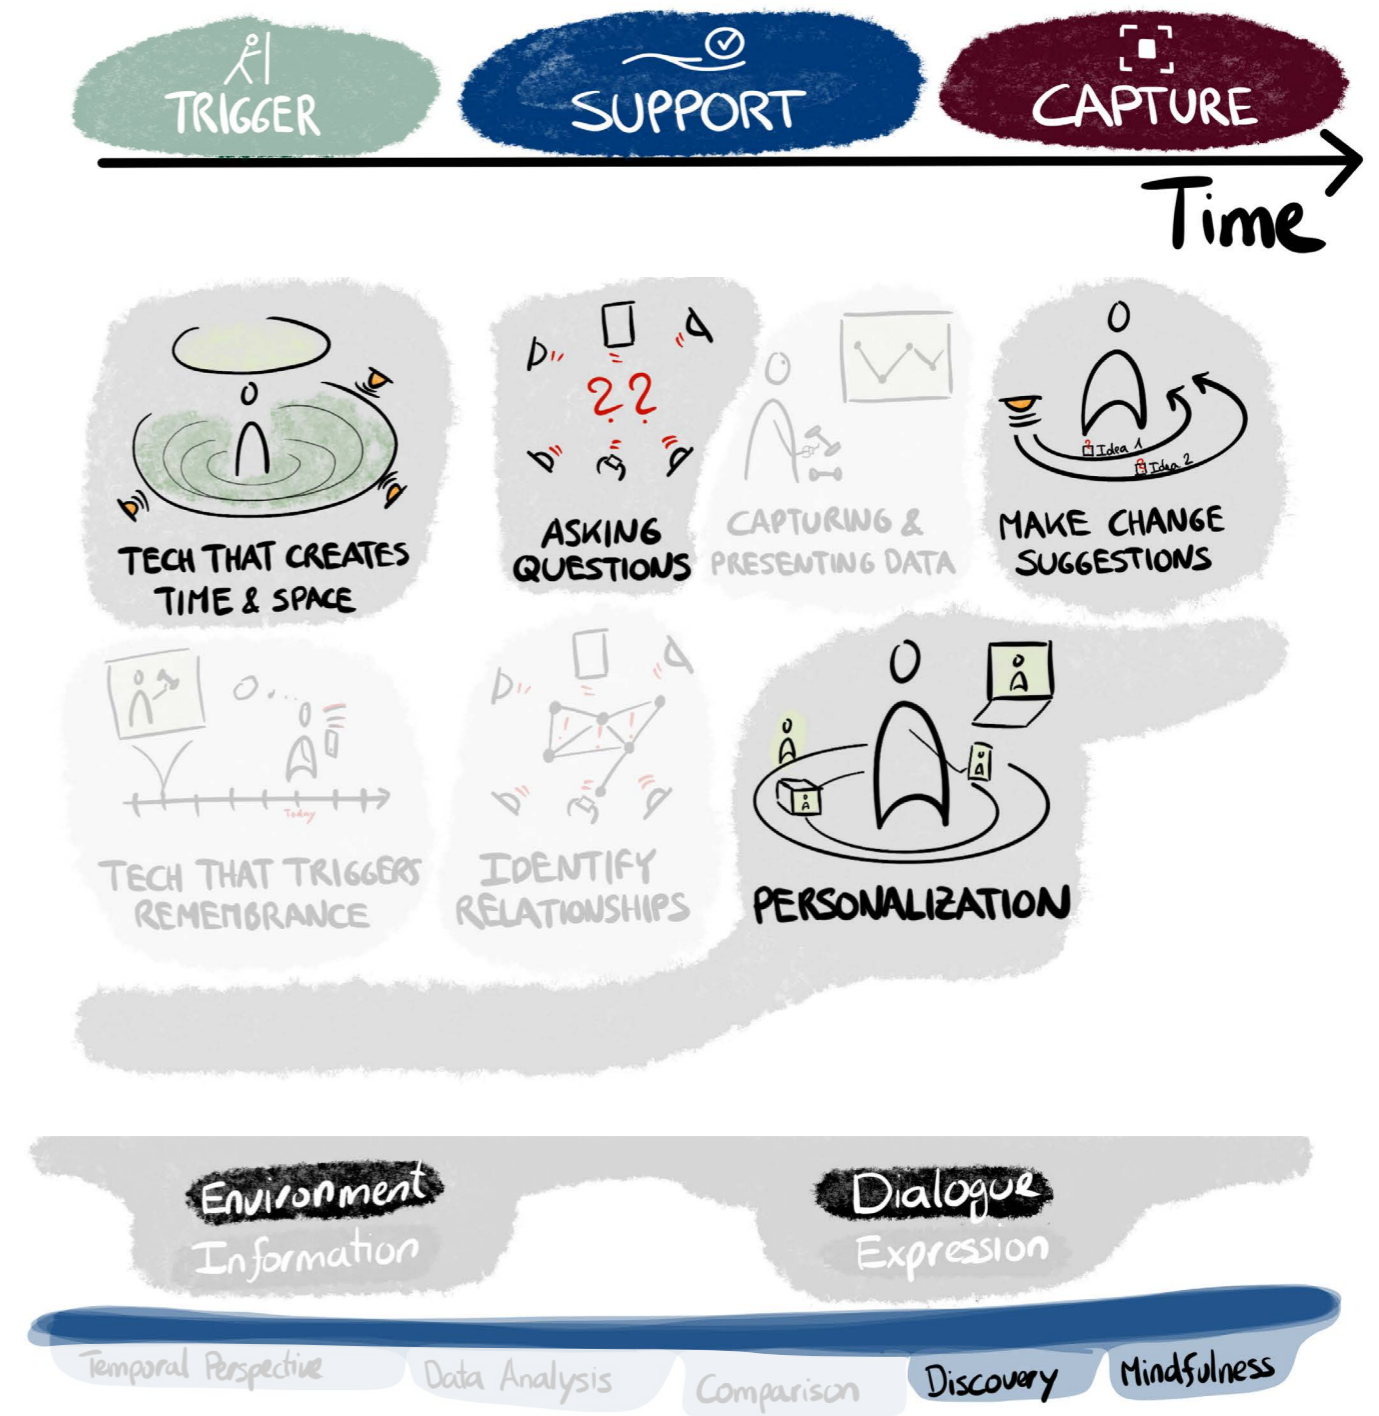 TRIGGER
SUPPORT
CAPTURE
Time
TECH THAT CREATES
TIME & SPACE
??
ASKING
QUESTIONS
CAPTURING &
PRESENTING DATA
Idea 1
Idea 2
MAKE CHANGE
SUGGESTIONS
Today
TECH THAT TRIGGERS
REMEMBRANCE
! ! !
IDENTIFY
RELATIONSHIPS
PERSONALIZATION
Environment
Information
Dialogue
Expression
Temporal Perspective
Data Analysis
Comparison
Discovery
Mindfulness